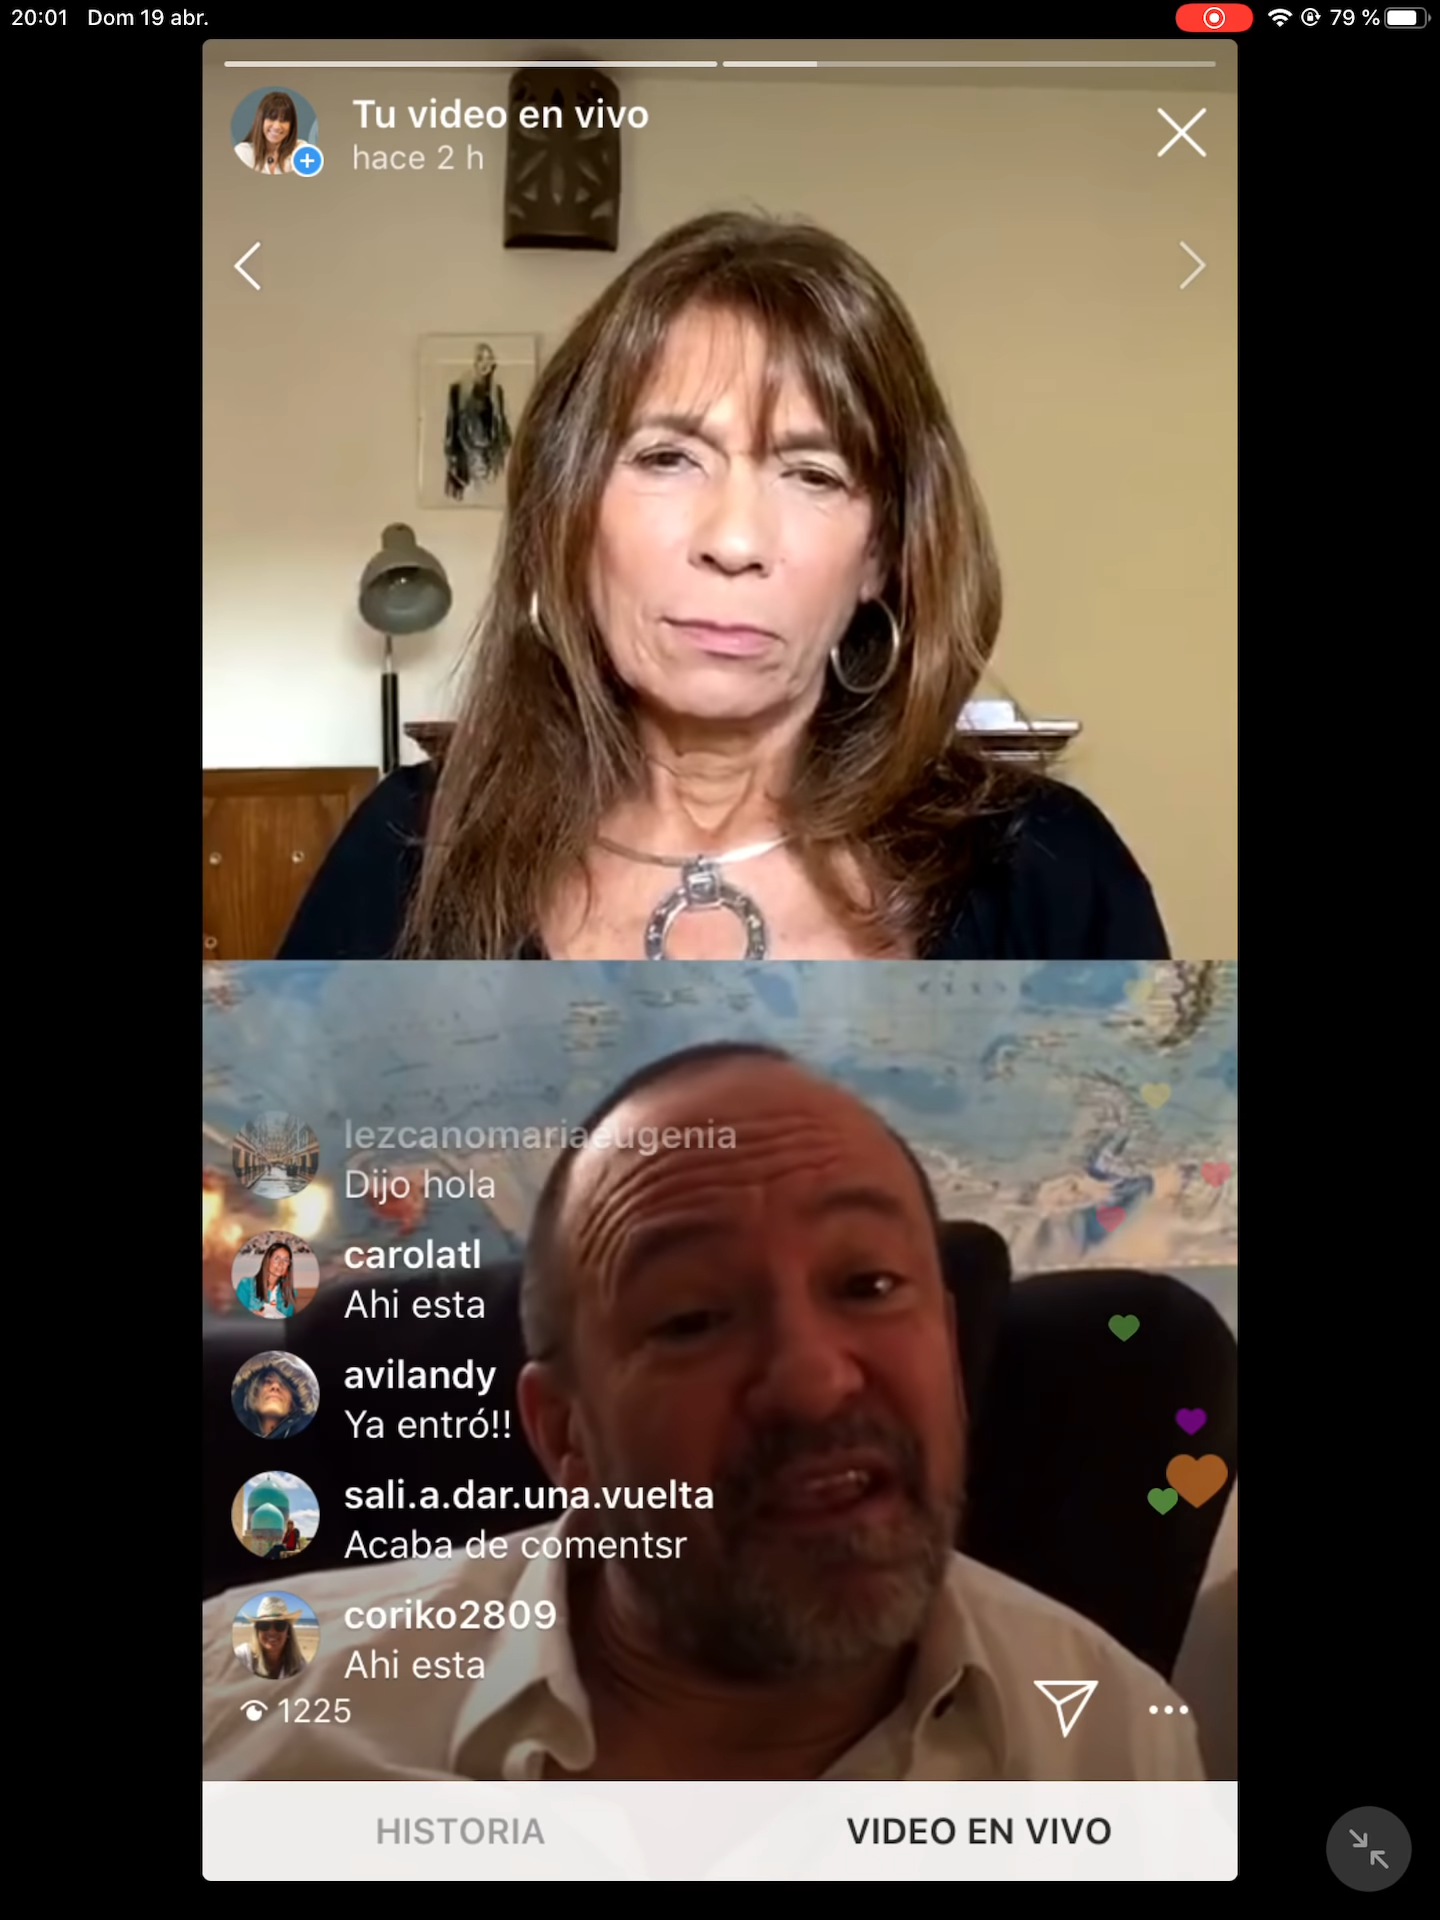 20:01 Dom 19 abr.
79 %
Tu video en vivo
hace 2 h
lezcanomariaeugenia
Dijo hola
carolatl
Ahi esta
avilandy
Ya entró!!
sali.a.dar.una.vuelta
Acaba de comentsr
coriko2809
Ahi esta
1225
HISTORIA
VIDEO EN VIVO